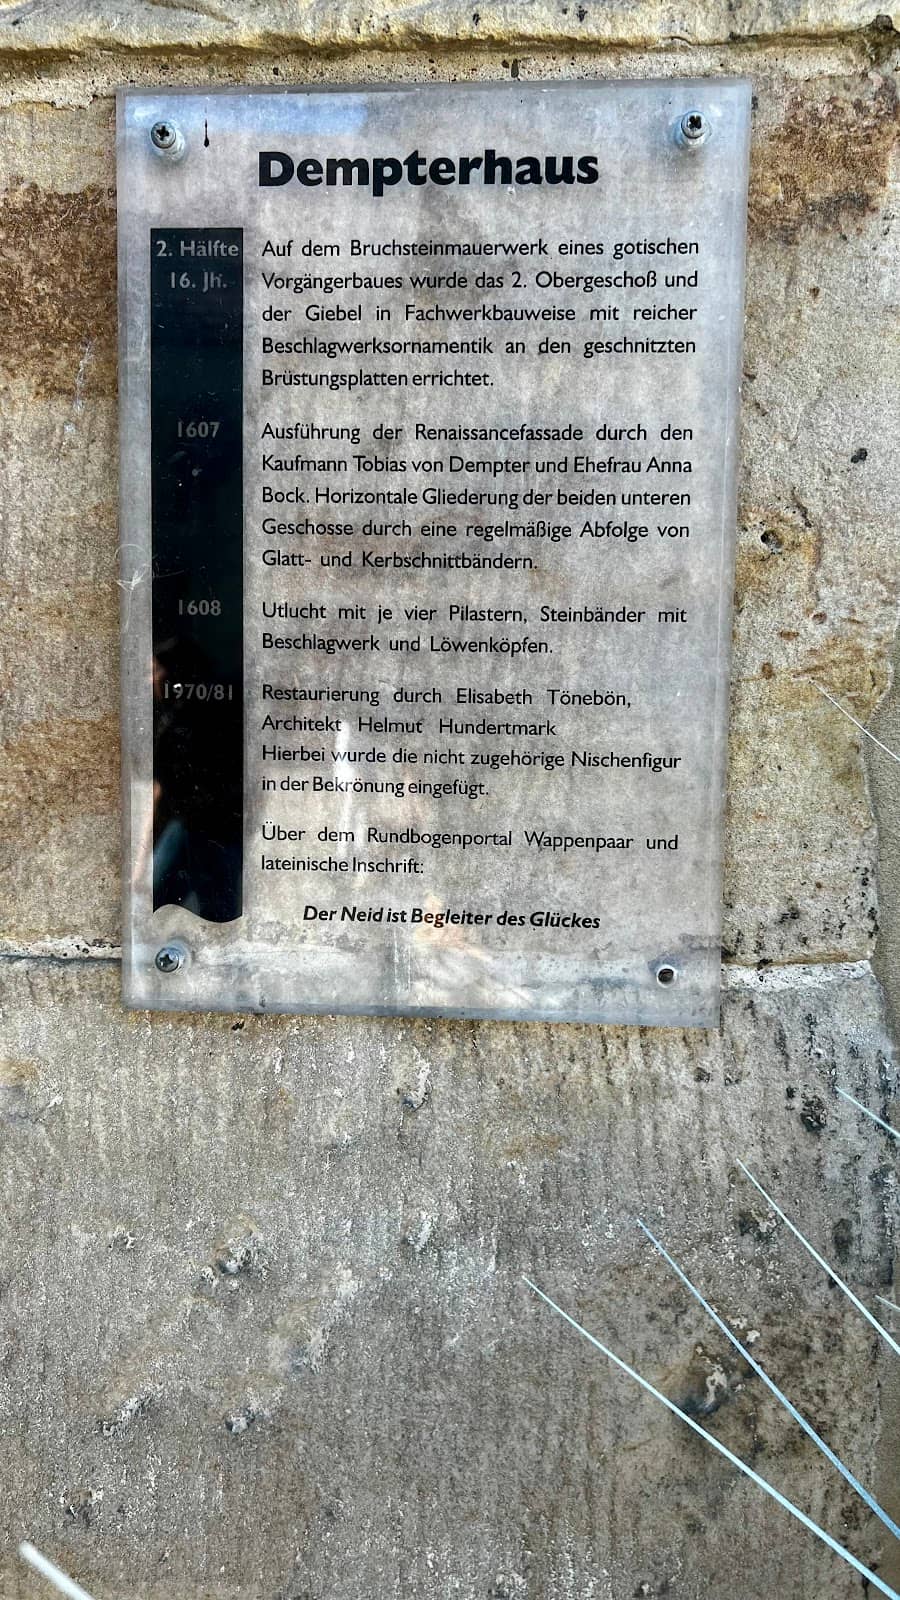 Dempterhaus
2. Hälfte
16. Jh.
Auf dem Bruchsteinmauerwerk eines gotischen
Vorgängerbaues wurde das 2. Obergeschoß und
der Giebel in Fachwerkbauweise mit reicher
Beschlagwerksornamentik an den geschnitzten
Brüstungsplatten errichtet.
1607
Ausführung der Renaissancefassade durch den
Kaufmann Tobias von Dempter und Ehefrau Anna
Bock. Horizontale Gliederung der beiden unteren
Geschosse durch eine regelmäßige Abfolge von
Glatt- und Kerbschnittbändern.
1608
Utlucht mit je vier Pilastern, Steinbänder mit
Beschlagwerk und Löwenköpfen.
1970/81
Restaurierung durch Elisabeth Tönebön,
Architekt Helmut Hundertmark
Hierbei wurde die nicht zugehörige Nischenfigur
in der Bekrönung eingefügt.
Über dem Rundbogenportal Wappenpaar und
lateinische Inschrift:
Der Neid ist Begleiter des Glückes